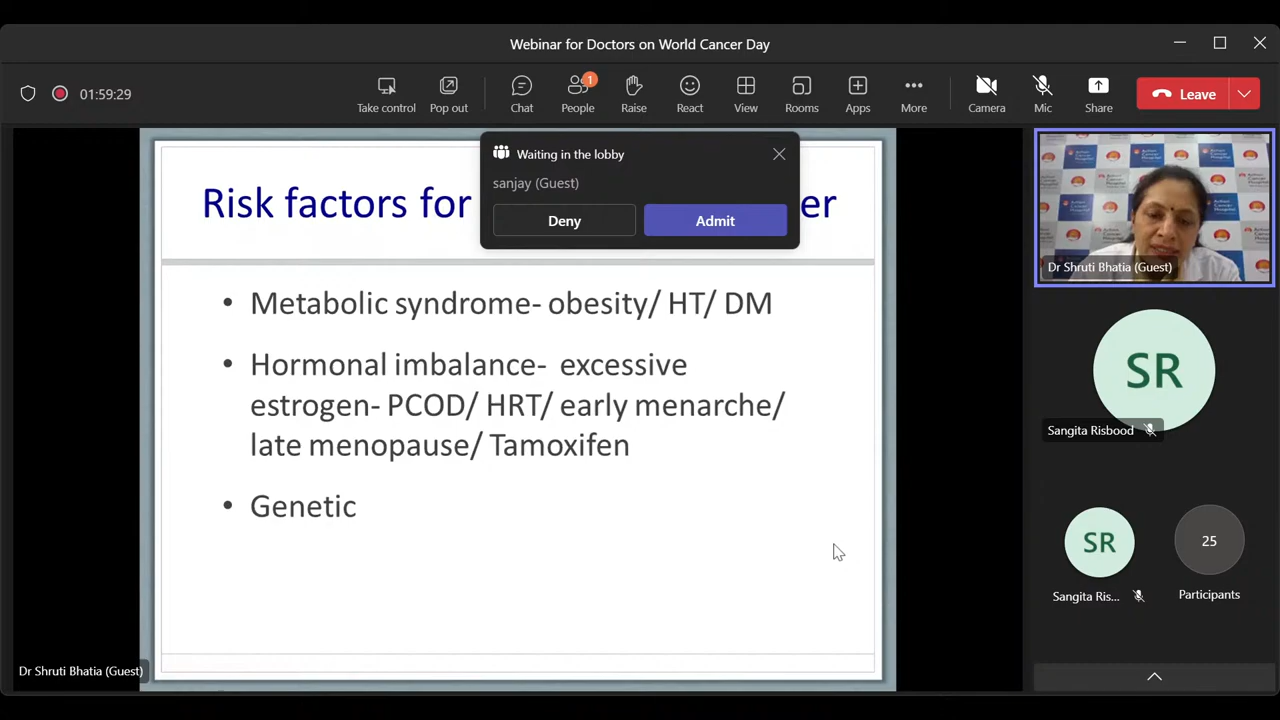 Webinar for Doctors on World Cancer Day
01:59:29
Take control
Pop out
Chat
1
People
Raise
React
View
Rooms
Apps
More
Camera
Mic
Share
Leave
Waiting in the lobby
sanjay (Guest)
Deny
Admit
Risk factors for
er
• Metabolic syndrome- obesity/ HT/ DM
• Hormonal imbalance- excessive
estrogen- PCOD/ HRT/ early menarche/
late menopause/ Tamoxifen
• Genetic
Dr Shruti Bhatia (Guest)
Dr Shruti Bhatia (Guest)
SR
Sangita Risbood
SR
Sangita Ris...
25
Participants